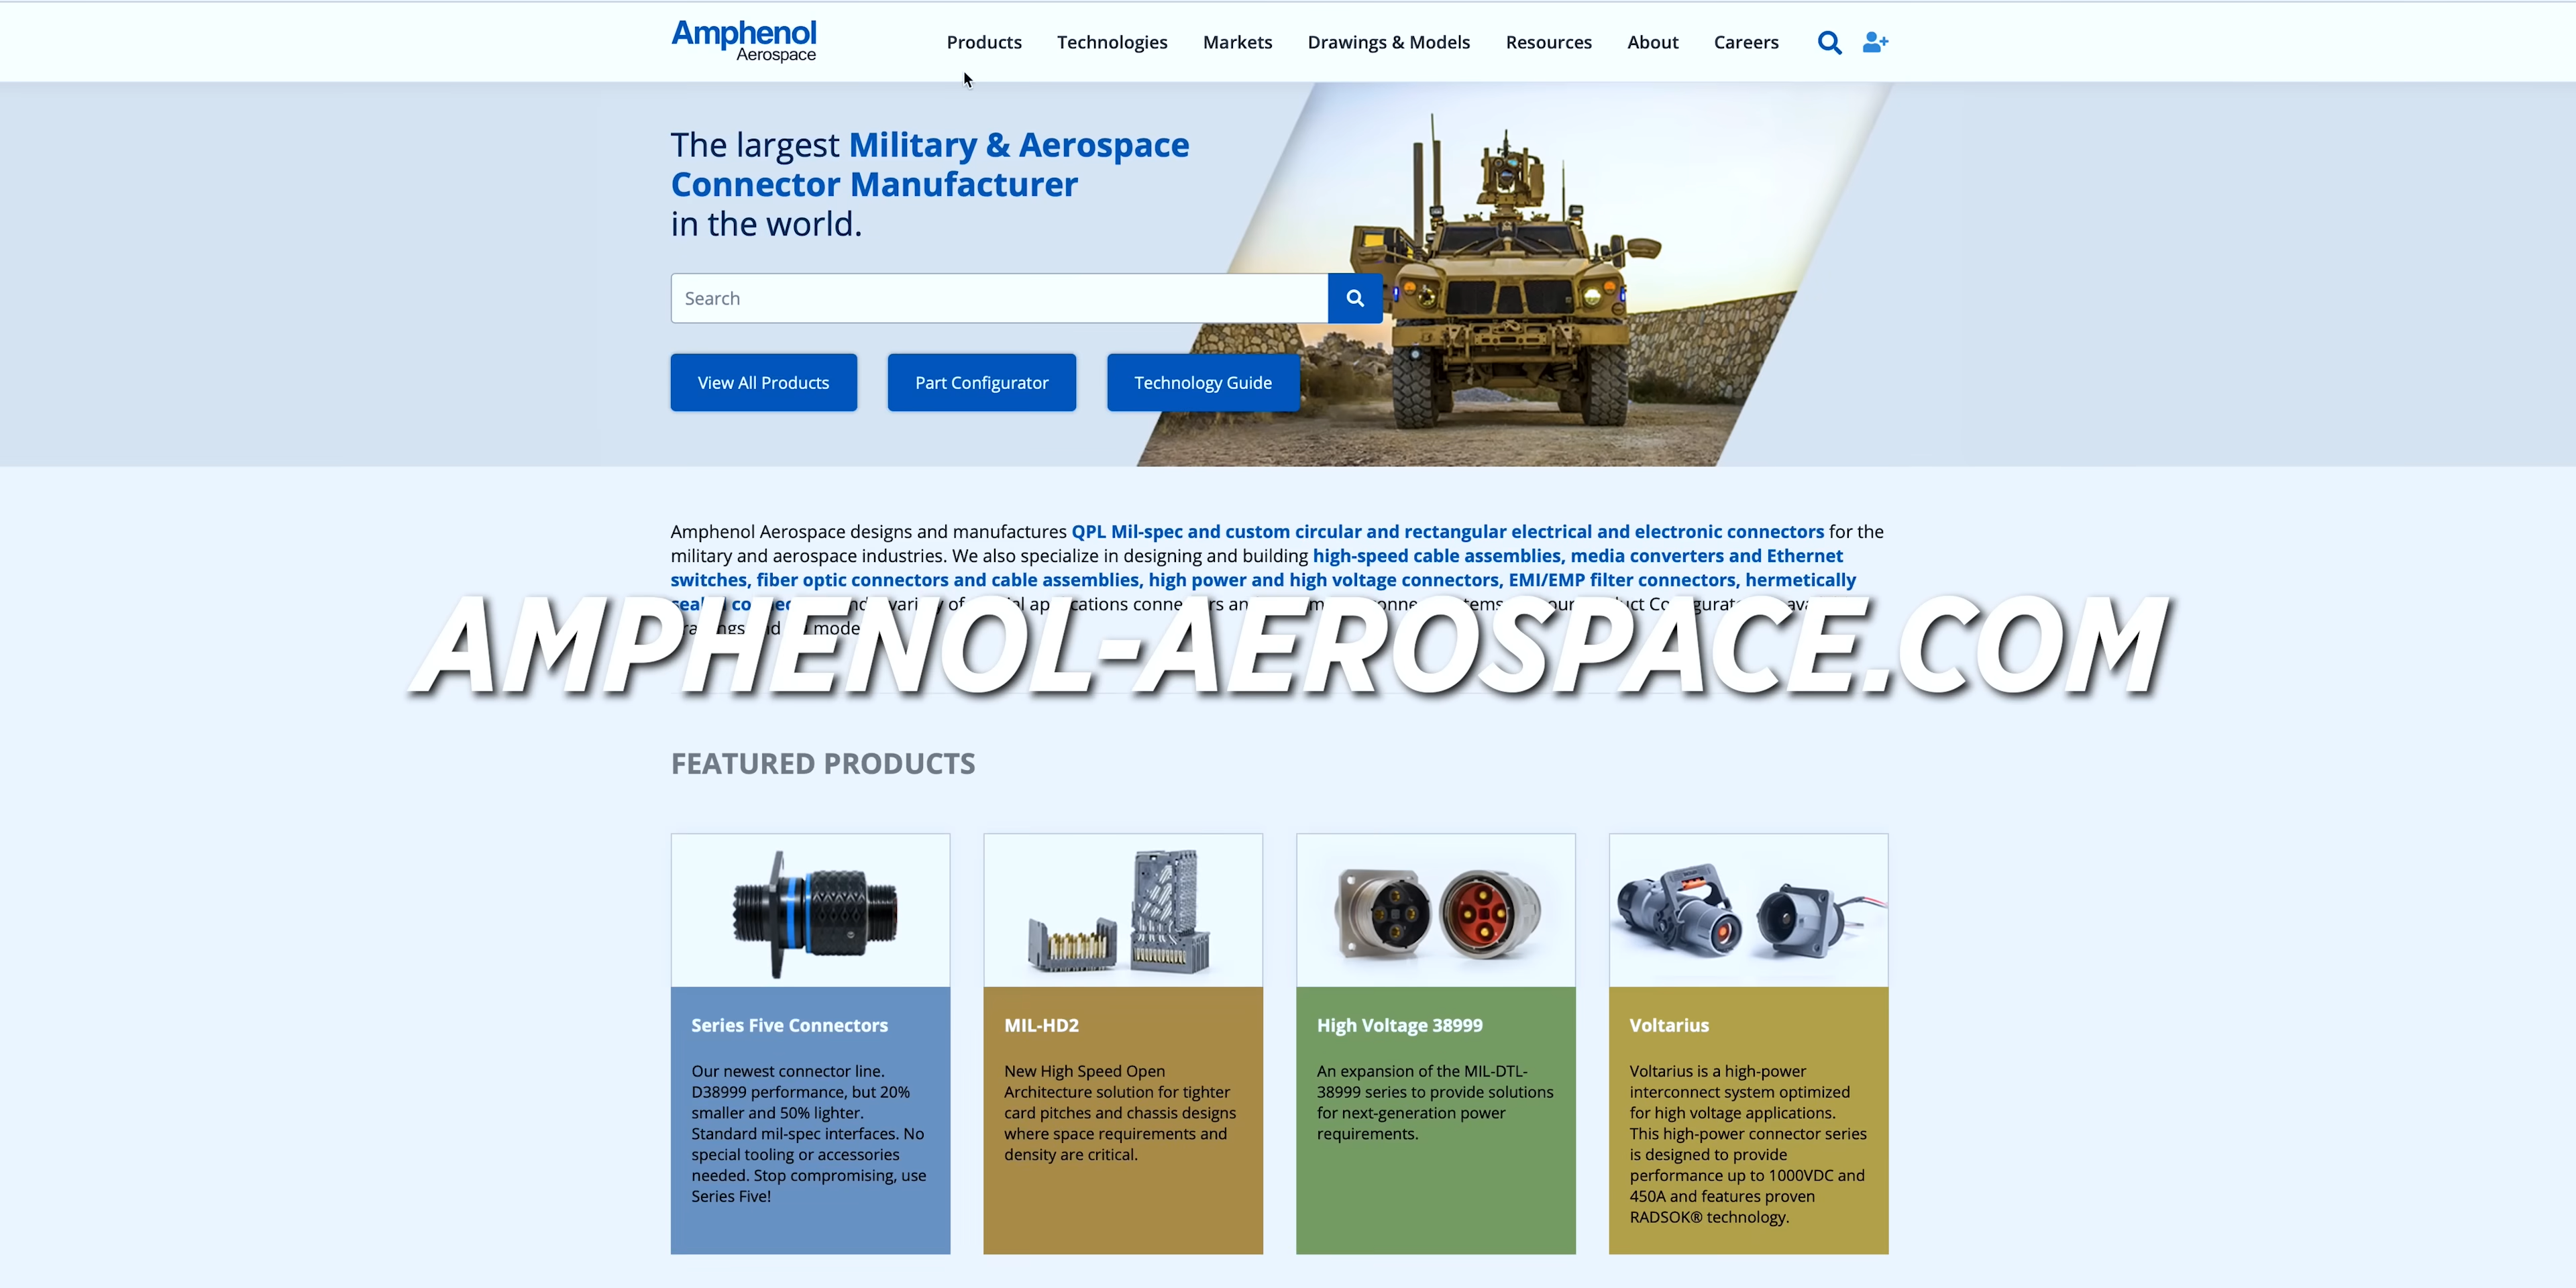 Amphenol
Aerospace
Products Technologies Markets Drawings & Models Resources About Careers
The largest Military & Aerospace
Connector Manufacturer
in the world.
Search
View All Products Part Configurator Technology Guide
Amphenol Aerospace designs and manufactures QPL Mil-spec and custom circular and rectangular electrical and electronic connectors for the
military and aerospace industries. We also specialize in designing and building high-speed cable assemblies, media converters and Ethernet
switches, fiber optic connectors and cable assemblies, high power and high voltage connectors, EMI/EMP filter connectors, hermetically
AMPHENOL-AEROSPACE.COM
FEATURED PRODUCTS
Series Five Connectors
Our newest connector line.
D38999 performance, but 20%
smaller and 50% lighter.
Standard mil-spec interfaces. No
special tooling or accessories
needed. Stop compromising, use
Series Five!
MIL-HD2
New High Speed Open
Architecture solution for tighter
card pitches and chassis designs
where space requirements and
density are critical.
High Voltage 38999
An expansion of the MIL-DTL-
38999 series to provide solutions
for next-generation power
requirements.
Voltarius
Voltarius is a high-power
interconnect system optimized
for high voltage applications.
This high-power connector series
is designed to provide
performance up to 1000VDC and
450A and features proven
RADSOK® technology.